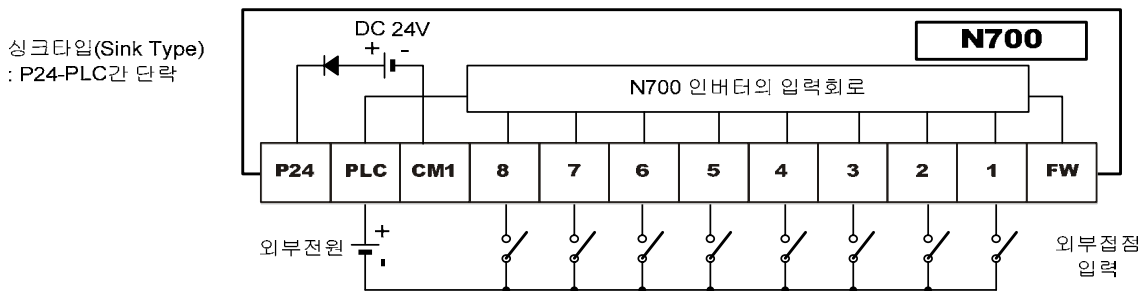 싱크타입(Sink Type)
: P24-PLC간 단락
DC 24V
+ -
N700
N700 인버터의 입력회로
P24 PLC CM1 8 7 6 5 4 3 2 1 FW
외부전원
+
-
외부접점
입력